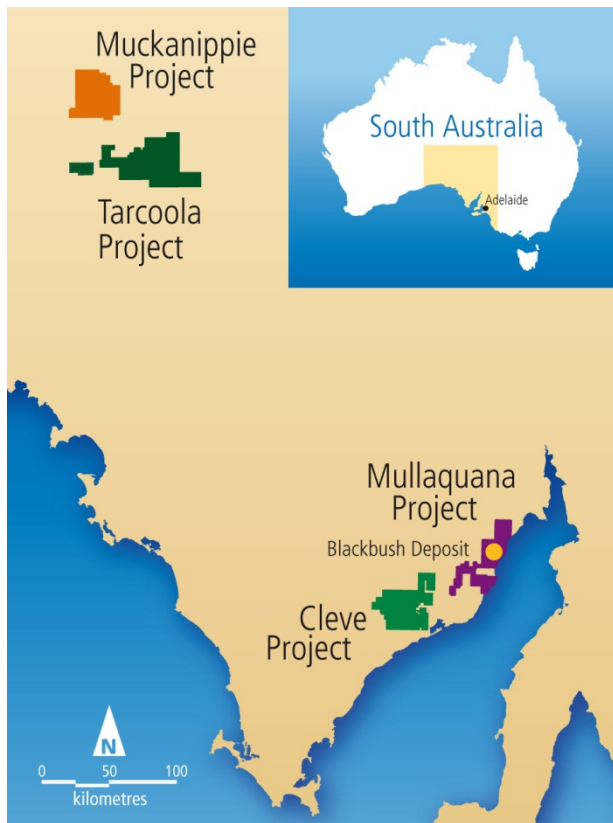 Muckanippie
Project
Tarcoola
Project
South Australia
Adelaide
Mullaquana
Project
Blackbush Deposit
Cleve
Project
N
0 50 100
kilometres